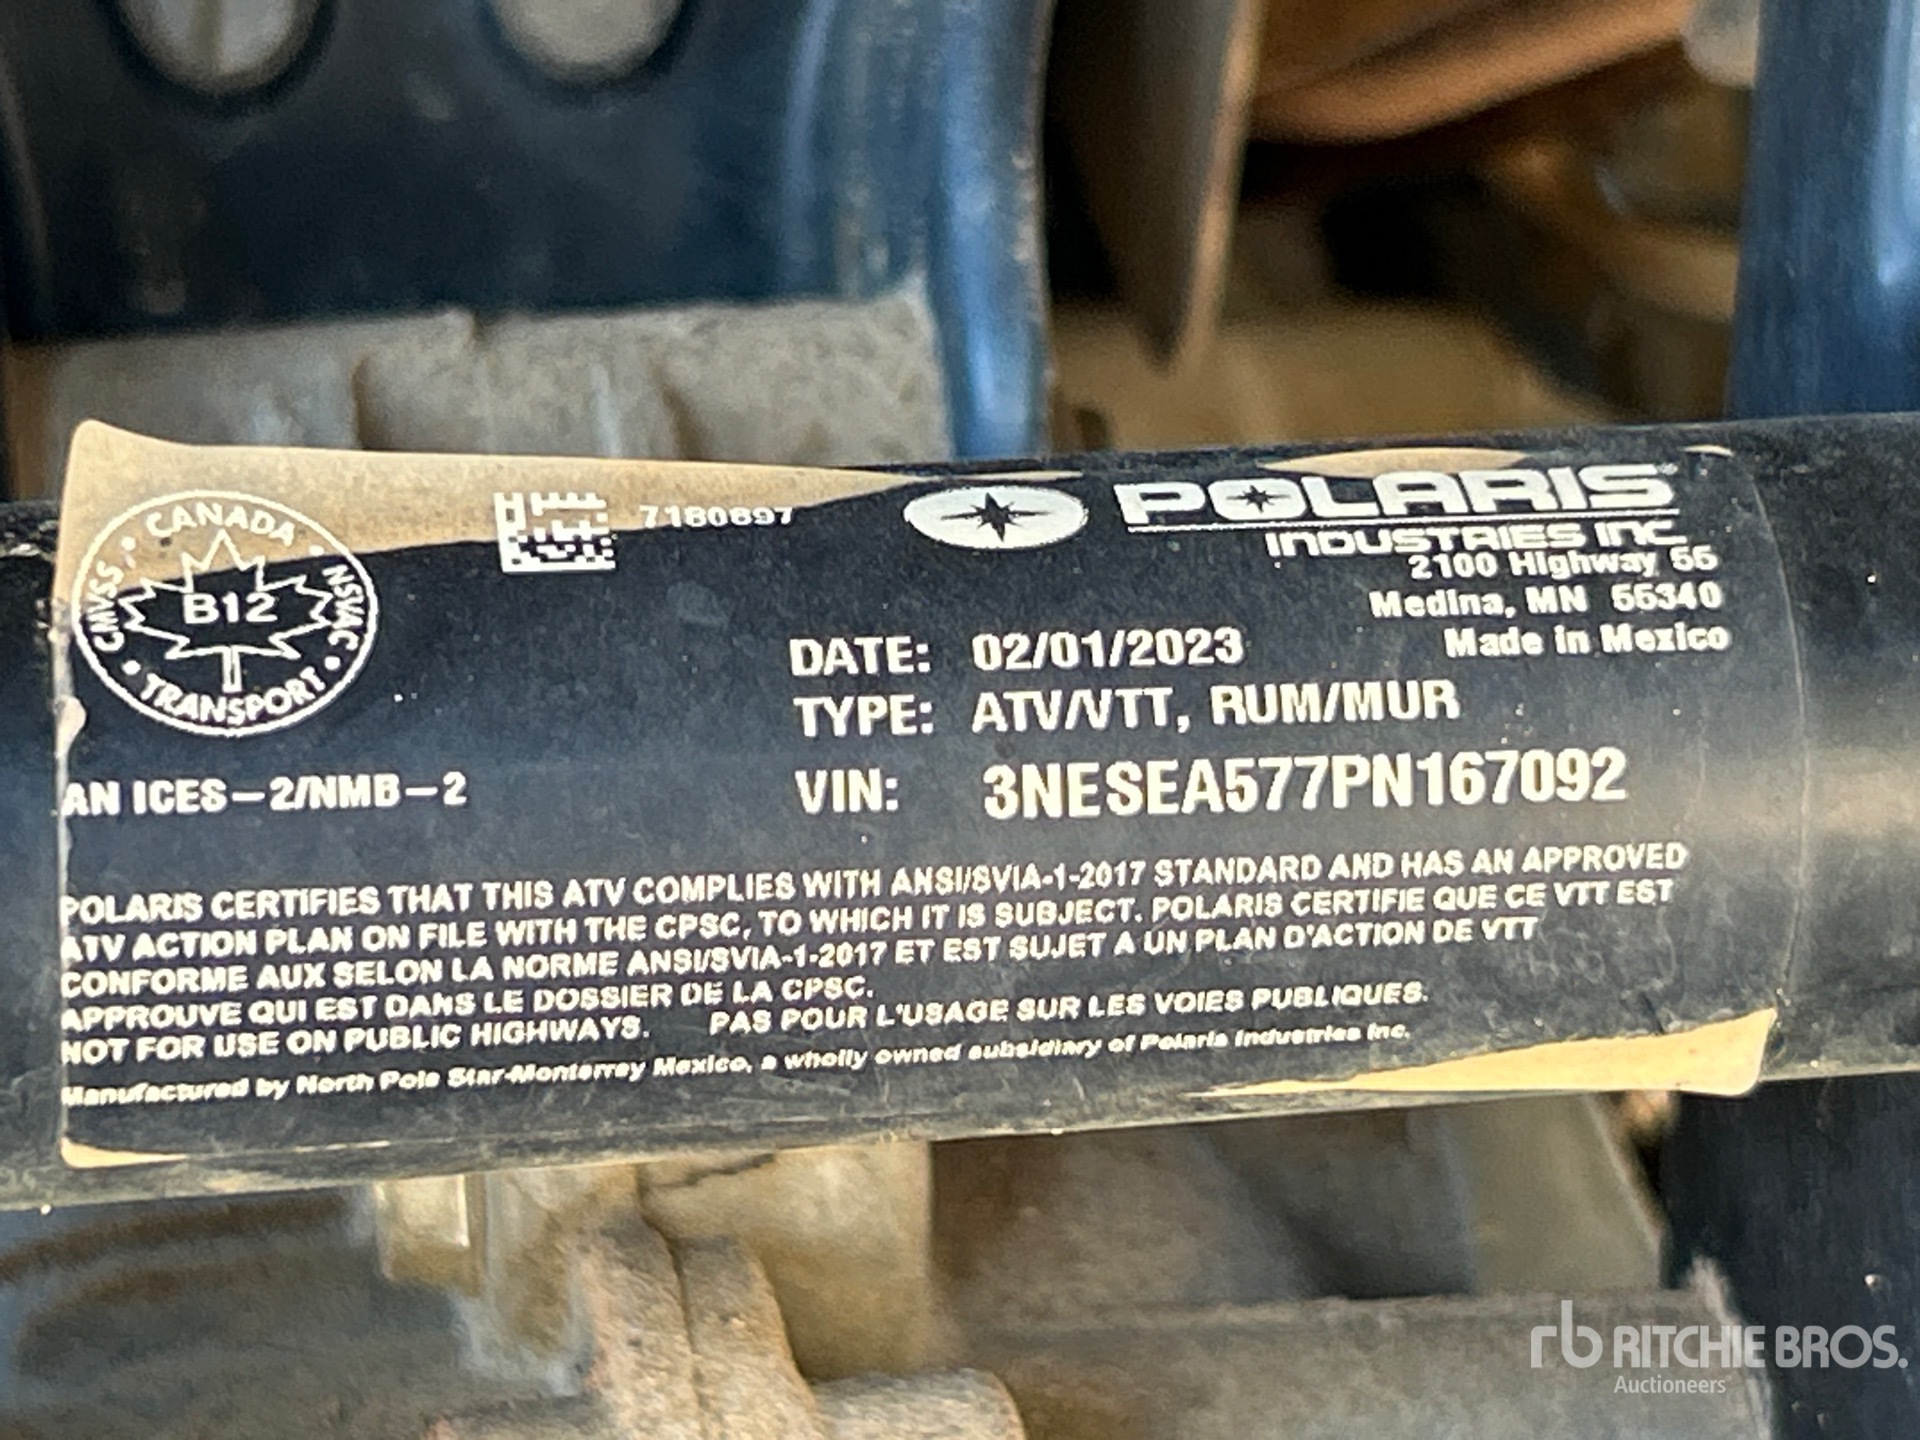 CANADA
CMVSS · NSVAC
B12
TRANSPORT
7180697
POLARIS
INDUSTRIES INC.
2100 Highway 55
Medina, MN 55340
Made in Mexico
DATE: 02/01/2023
TYPE: ATV/VTT, RUM/MUR
AN ICES-2/NMB-2
VIN: 3NESEA577PN167092
POLARIS CERTIFIES THAT THIS ATV COMPLIES WITH ANSI/SVIA-1-2017 STANDARD AND HAS AN APPROVED
ATV ACTION PLAN ON FILE WITH THE CPSC, TO WHICH IT IS SUBJECT. POLARIS CERTIFIE QUE CE VTT EST
CONFORME AUX SELON LA NORME ANSI/SVIA-1-2017 ET EST SUJET A UN PLAN D'ACTION DE VTT
APPROUVE QUI EST DANS LE DOSSIER DE LA CPSC.
NOT FOR USE ON PUBLIC HIGHWAYS. PAS POUR L'USAGE SUR LES VOIES PUBLIQUES.
Manufactured by North Pole Star-Monterrey Mexico, a wholly owned subsidiary of Polaris Industries Inc.
rb RITCHIE BROS.
Auctioneers